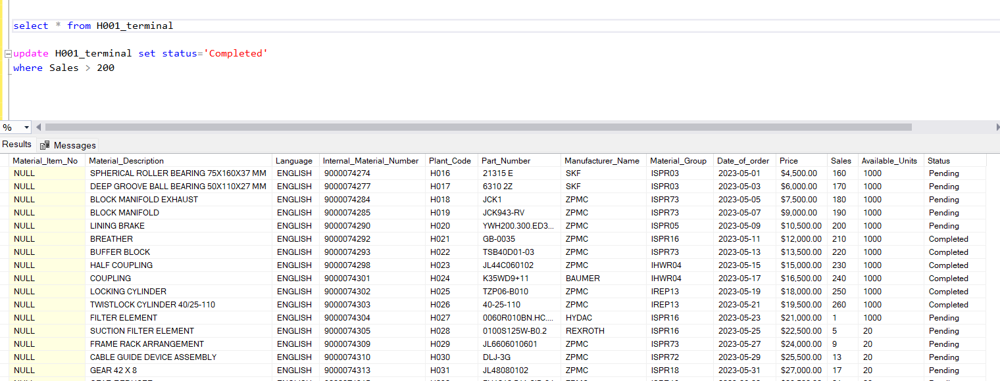 select * from H001_terminal
update H001_terminal set status='Completed'
where Sales > 200
%
Results Messages
Material_Item_No Material_Description Language Internal_Material_Number Plant_Code Part_Number Manufacturer_Name Material_Group Date_of_order Price Sales Available_Units Status
NULL SPHERICAL ROLLER BEARING 75X160X37 MM ENGLISH 9000074274 H016 21315 E SKF ISPR03 2023-05-01 $4,500.00 160 1000 Pending
NULL DEEP GROOVE BALL BEARING 50X110X27 MM ENGLISH 9000074277 H017 6310 2Z SKF ISPR03 2023-05-03 $6,000.00 170 1000 Pending
NULL BLOCK MANIFOLD EXHAUST ENGLISH 9000074284 H018 JCK1 ZPMC ISPR73 2023-05-05 $7,500.00 180 1000 Pending
NULL BLOCK MANIFOLD ENGLISH 9000074285 H019 JCK943-RV ZPMC ISPR73 2023-05-07 $9,000.00 190 1000 Pending
NULL LINING BRAKE ENGLISH 9000074290 H020 YWH200.300.ED3... ZPMC ISPR05 2023-05-09 $10,500.00 200 1000 Pending
NULL BREATHER ENGLISH 9000074292 H021 GB-0035 ZPMC ISPR16 2023-05-11 $12,000.00 210 1000 Completed
NULL BUFFER BLOCK ENGLISH 9000074293 H022 TSB40D01-03 ZPMC ISPR73 2023-05-13 $13,500.00 220 1000 Completed
NULL HALF COUPLING ENGLISH 9000074298 H023 JL44C060102 ZPMC IHWR04 2023-05-15 $15,000.00 230 1000 Completed
NULL COUPLING ENGLISH 9000074301 H024 K35WD9+11 BAUMER IHWR04 2023-05-17 $16,500.00 240 1000 Completed
NULL LOCKING CYLINDER ENGLISH 9000074302 H025 TZP06-B010 ZPMC IREP13 2023-05-19 $18,000.00 250 1000 Completed
NULL TWISTLOCK CYLINDER 40/25-110 ENGLISH 9000074303 H026 40-25-110 ZPMC IREP13 2023-05-21 $19,500.00 260 1000 Completed
NULL FILTER ELEMENT ENGLISH 9000074304 H027 0060R010BN.HC.... HYDAC ISPR16 2023-05-23 $21,000.00 1 1000 Pending
NULL SUCTION FILTER ELEMENT ENGLISH 9000074305 H028 0100S125W-B0.2 REXROTH ISPR16 2023-05-25 $22,500.00 5 20 Pending
NULL FRAME RACK ARRANGEMENT ENGLISH 9000074309 H029 JL6606010601 ZPMC ISPR73 2023-05-27 $24,000.00 9 20 Pending
NULL CABLE GUIDE DEVICE ASSEMBLY ENGLISH 9000074310 H030 DLJ-3G ZPMC ISPR72 2023-05-29 $25,500.00 13 20 Pending
NULL GEAR 42 X 8 ENGLISH 9000074313 H031 JL48080102 ZPMC ISPR18 2023-05-31 $27,000.00 17 20 Pending